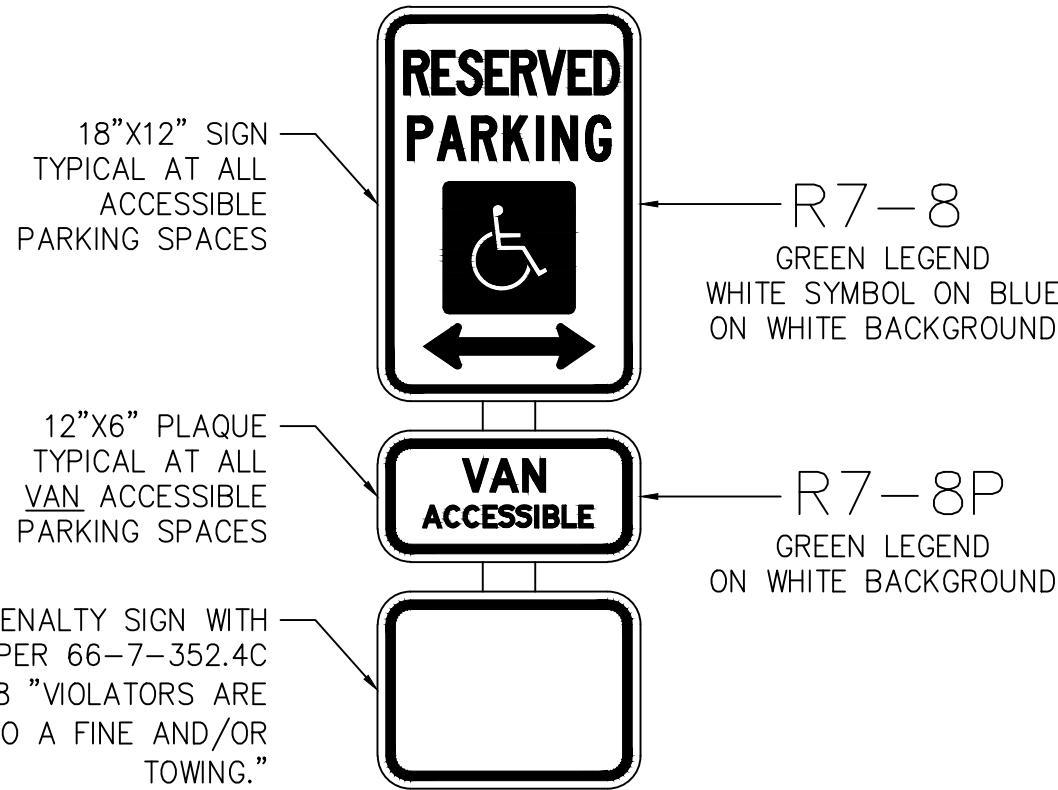 RESERVED
PARKING
18”X12” SIGN
TYPICAL AT ALL
ACCESSIBLE
PARKING SPACES
R7-8
GREEN LEGEND
WHITE SYMBOL ON BLUE
ON WHITE BACKGROUND
12”X6” PLAQUE
TYPICAL AT ALL
VAN ACCESSIBLE
PARKING SPACES
VAN
ACCESSIBLE
R7-8P
GREEN LEGEND
ON WHITE BACKGROUND
SIGN WITH
PER 66-7-352.4C
”VIOLATORS ARE
A FINE AND/OR
TOWING.”